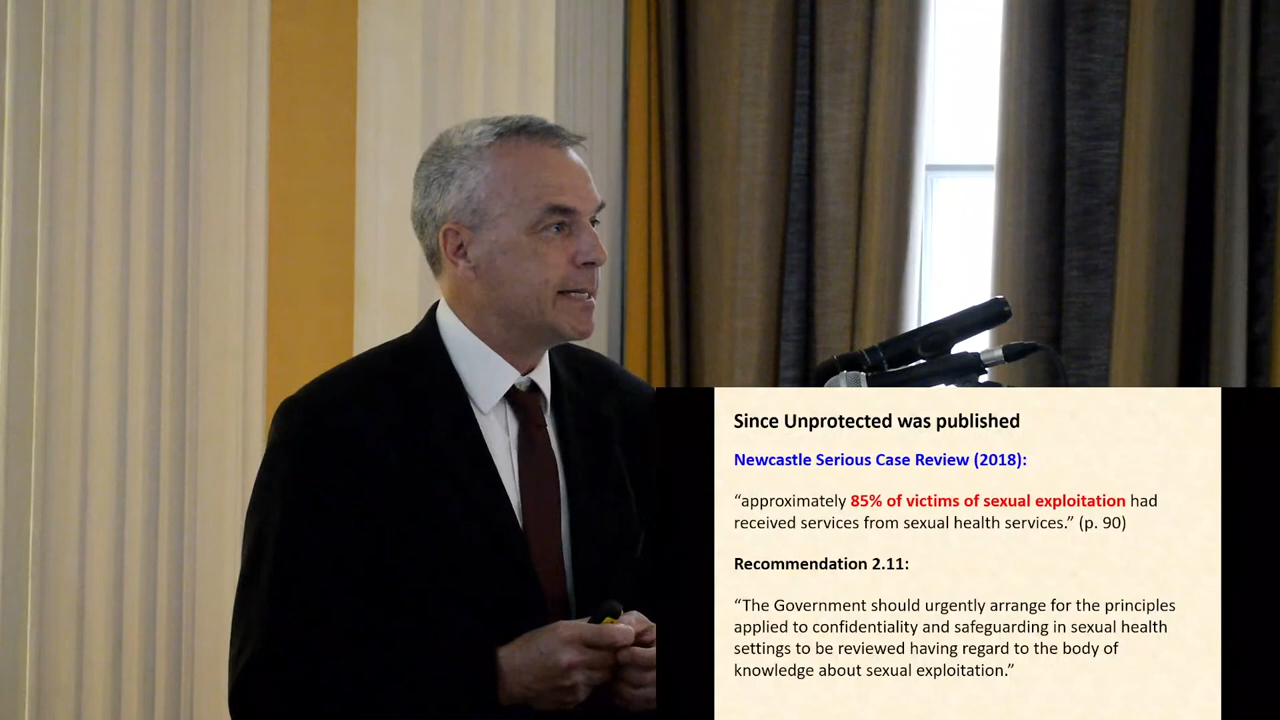 Since Unprotected was published
Newcastle Serious Case Review (2018):
“approximately 85% of victims of sexual exploitation had
received services from sexual health services.” (p. 90)
Recommendation 2.11:
“The Government should urgently arrange for the principles
applied to confidentiality and safeguarding in sexual health
settings to be reviewed having regard to the body of
knowledge about sexual exploitation.”